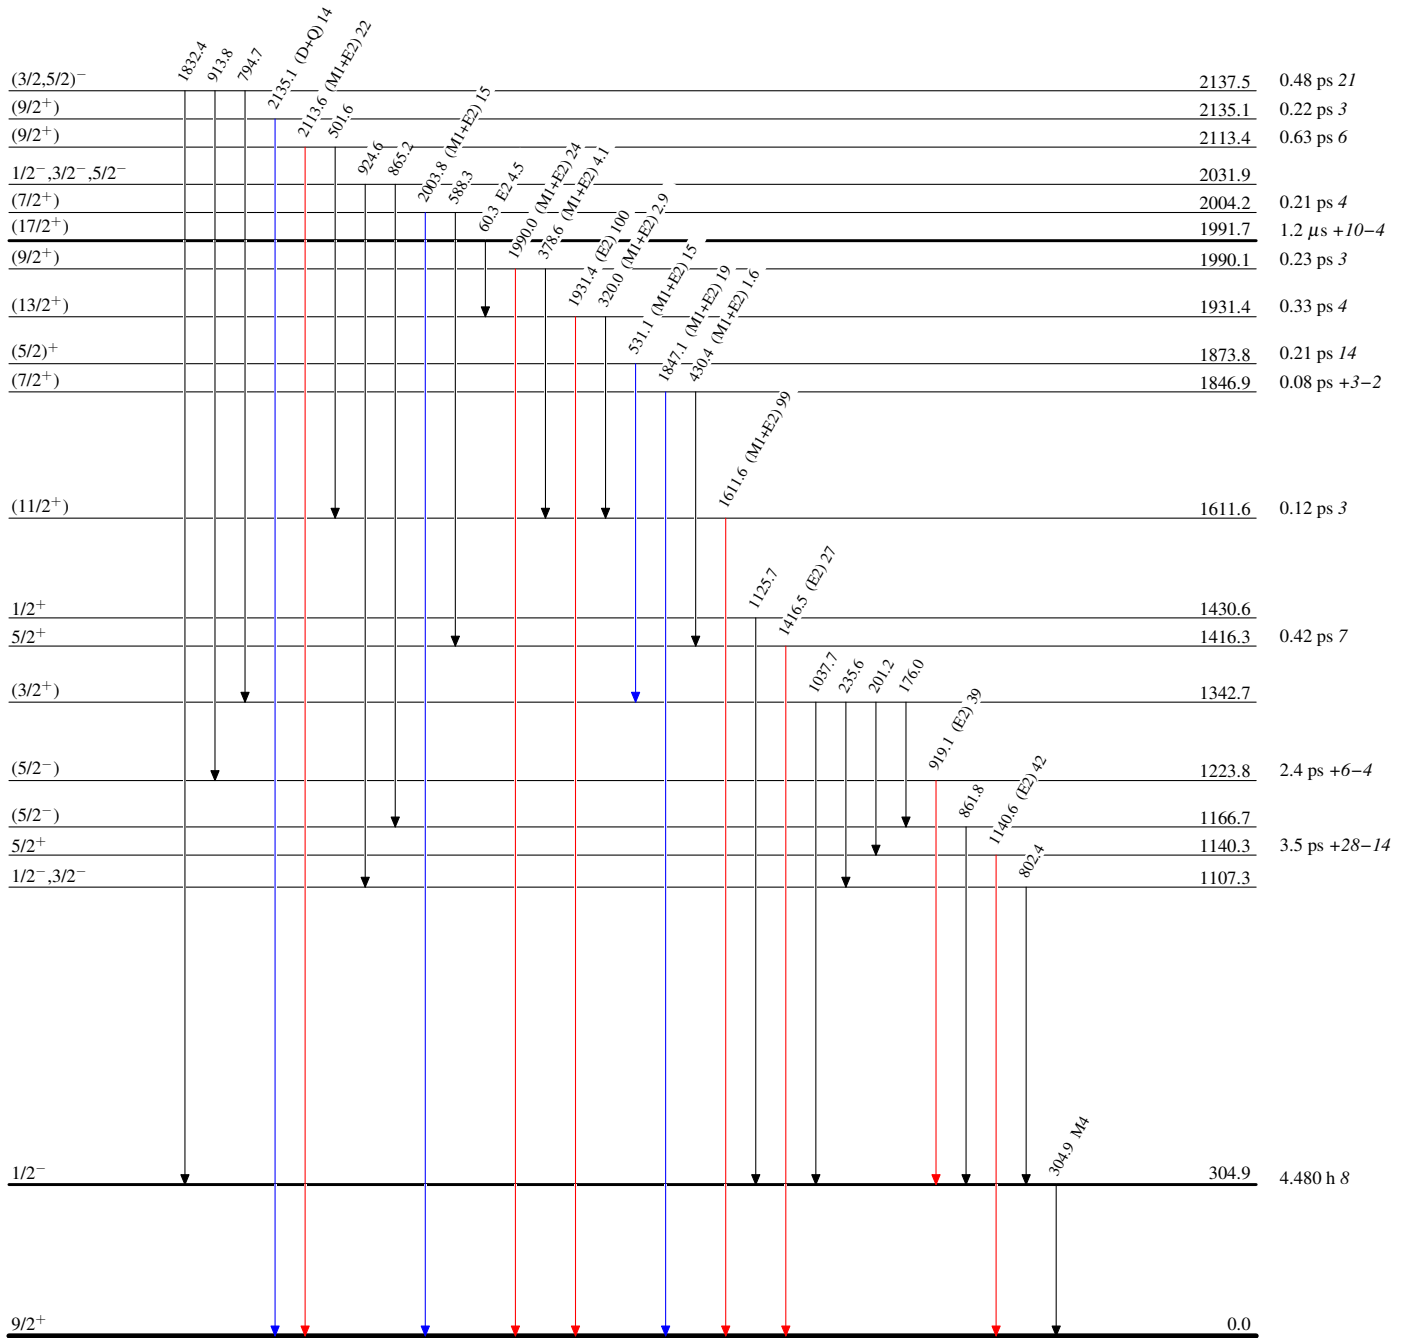 1832.4
913.8
794.7
2135.1 (D+Q) 14
2113.6 (M1+E2) 22
501.6
924.6
865.2
2003.8 (M1+E2) 15
588.3
60.3 E2 4.5
1990.0 (M1+E2) 24
378.6 (M1+E2) 4.1
1931.4 (E2) 100
320.0 (M1+E2) 2.9
531.1 (M1+E2) 15
1847.1 (M1+E2) 19
430.4 (M1+E2) 1.6
1611.6 (M1+E2) 99
1125.7
1416.5 (E2) 27
1037.7
235.6
201.2
176.0
919.1 (E2) 39
861.8
1140.6 (E2) 42
802.4
304.9 M4
(3/2,5/2)⁻ 2137.5 0.48 ps 21
(9/2⁺) 2135.1 0.22 ps 3
(9/2⁺) 2113.4 0.63 ps 6
1/2⁻,3/2⁻,5/2⁻ 2031.9
(7/2⁺) 2004.2 0.21 ps 4
(17/2⁺) 1991.7 1.2 μs +10−4
(9/2⁺) 1990.1 0.23 ps 3
(13/2⁺) 1931.4 0.33 ps 4
(5/2)⁺ 1873.8 0.21 ps 14
(7/2⁺) 1846.9 0.08 ps +3−2
(11/2⁺) 1611.6 0.12 ps 3
1/2⁺ 1430.6
5/2⁺ 1416.3 0.42 ps 7
(3/2⁺) 1342.7
(5/2⁻) 1223.8 2.4 ps +6−4
(5/2⁻) 1166.7
5/2⁺ 1140.3 3.5 ps +28−14
1/2⁻,3/2⁻ 1107.3
1/2⁻ 304.9 4.480 h 8
9/2⁺ 0.0